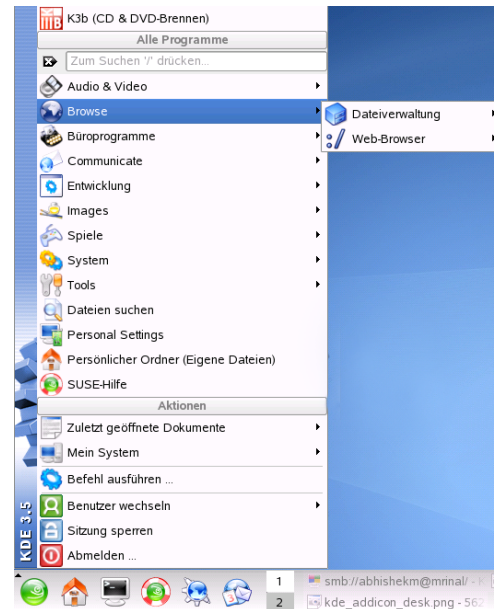 K3b (CD & DVD-Brennen)
Alle Programme
Zum Suchen '/' drücken...
Audio & Video
Browse
Dateiverwaltung
Büroprogramme
Web-Browser
Communicate
Entwicklung
Images
Spiele
System
Tools
Dateien suchen
Personal Settings
Persönlicher Ordner (Eigene Dateien)
SUSE-Hilfe
Aktionen
Zuletzt geöffnete Dokumente
Mein System
Befehl ausführen ...
Benutzer wechseln
Sitzung sperren
Abmelden ...
KDE 3.5
1
smb://abhishekm@mrinal/ - K
2
kde_addicon_desk.png - 562